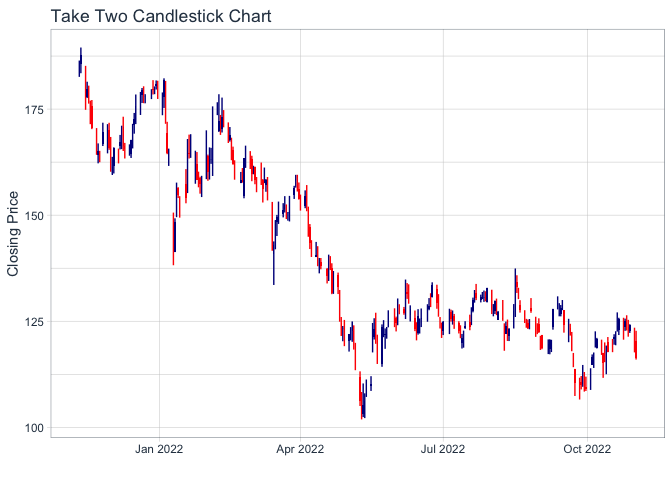 Take Two Candlestick Chart
175
150
125
100
Closing Price
Jan 2022
Apr 2022
Jul 2022
Oct 2022